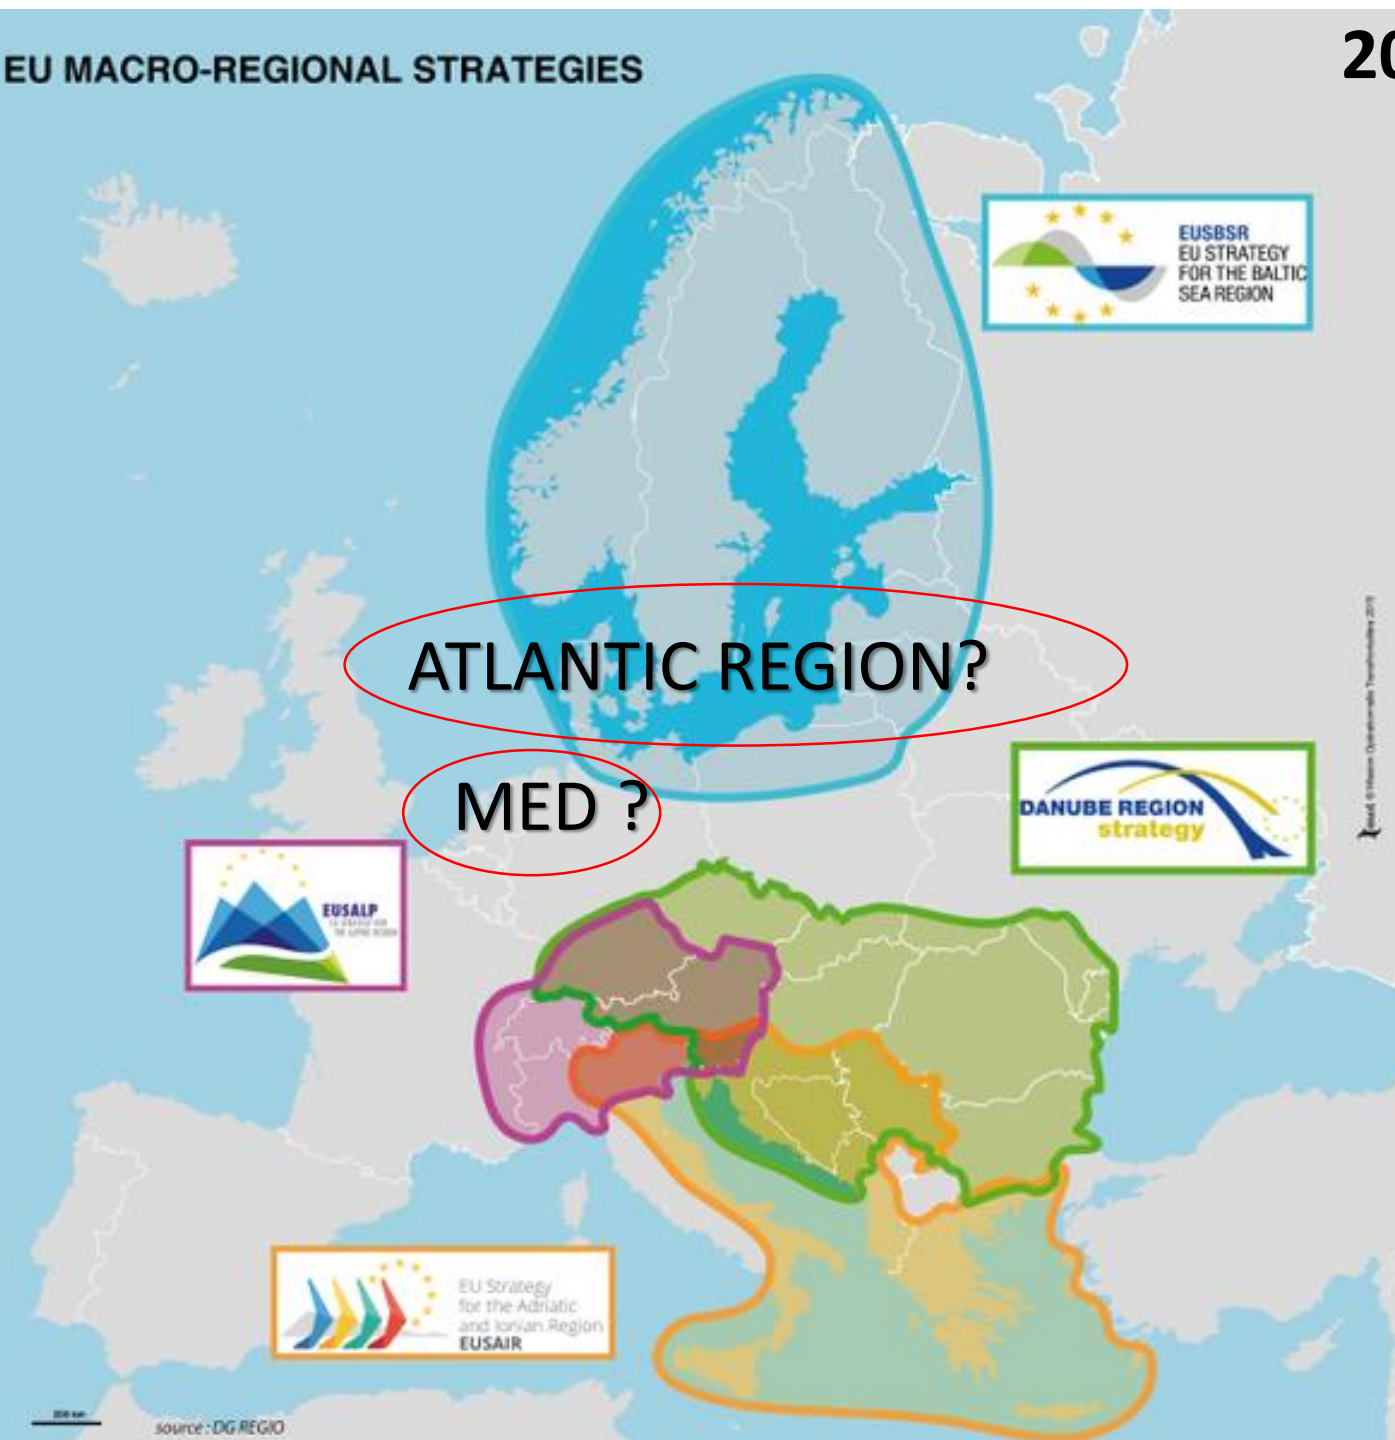 EU MACRO-REGIONAL STRATEGIES
20
EUSBSR
EU STRATEGY
FOR THE BALTIC
SEA REGION
ATLANTIC REGION?
MED ?
DANUBE REGION
strategy
EUSALP
EU Strategy
for the Adriatic
and Ionian Region
EUSAIR
source : DG REGIO